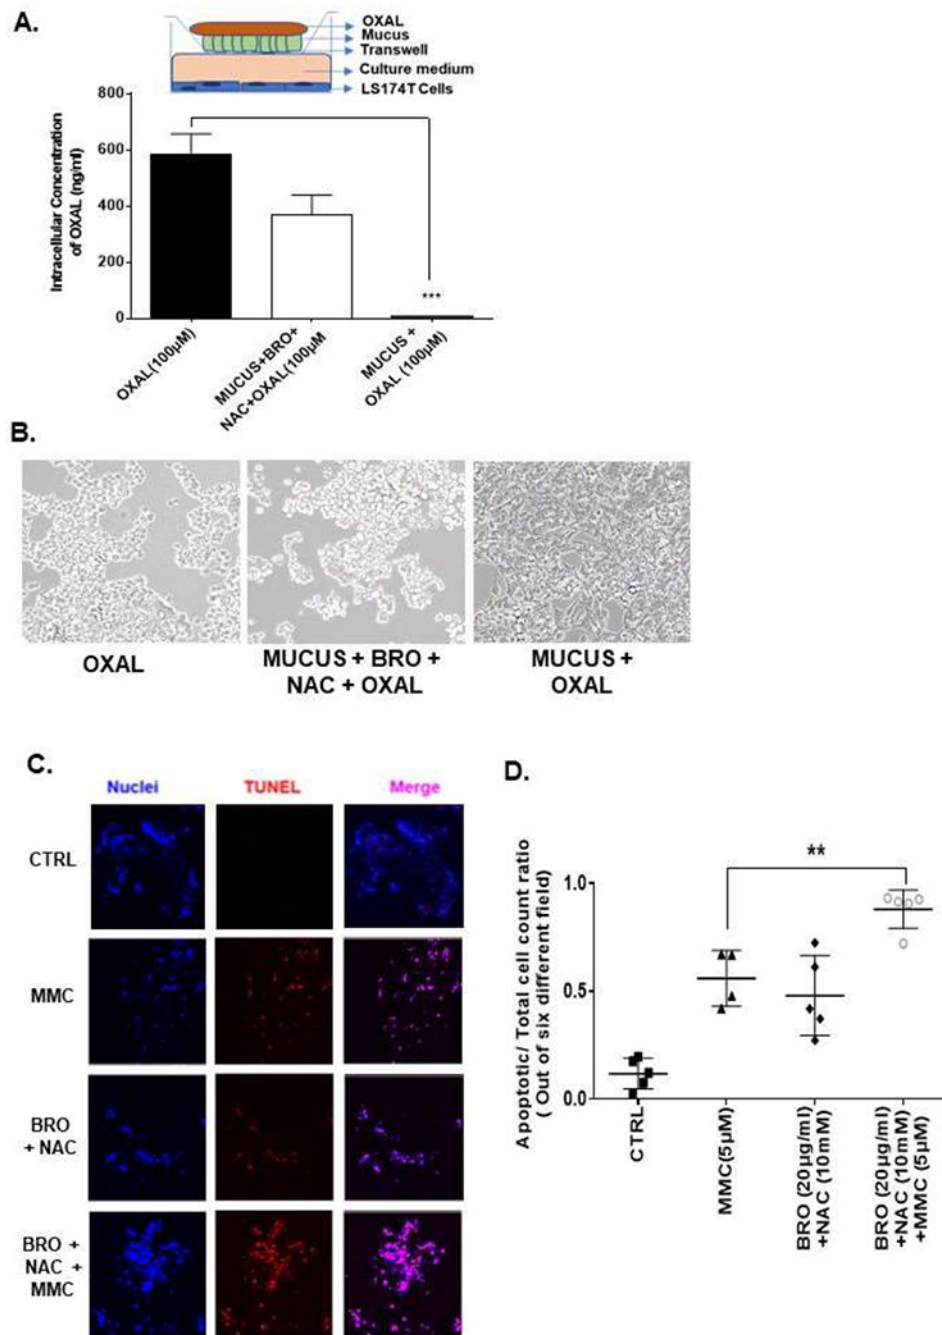 A.
OXAL
Mucus
Transwell
Culture medium
LS174T Cells
Intracellular Concentration
of OXAL (ng/ml)
800
600
400
200
0
***
OXAL(100µM)
MUCUS+BRO+
NAC+OXAL(100µM
MUCUS +
OXAL (100µM)
B.
OXAL
MUCUS + BRO +
NAC + OXAL
MUCUS +
OXAL
C.
Nuclei
TUNEL
Merge
CTRL
MMC
BRO
+ NAC
BRO +
NAC +
MMC
D.
Apoptotic/ Total cell count ratio
( Out of six different field)
1.0
0.5
0.0
**
CTRL
MMC(5µM)
BRO (20µg/ml)
+NAC (10mM)
BRO (20µg/ml)
+NAC (10mM)
+MMC (5µM)